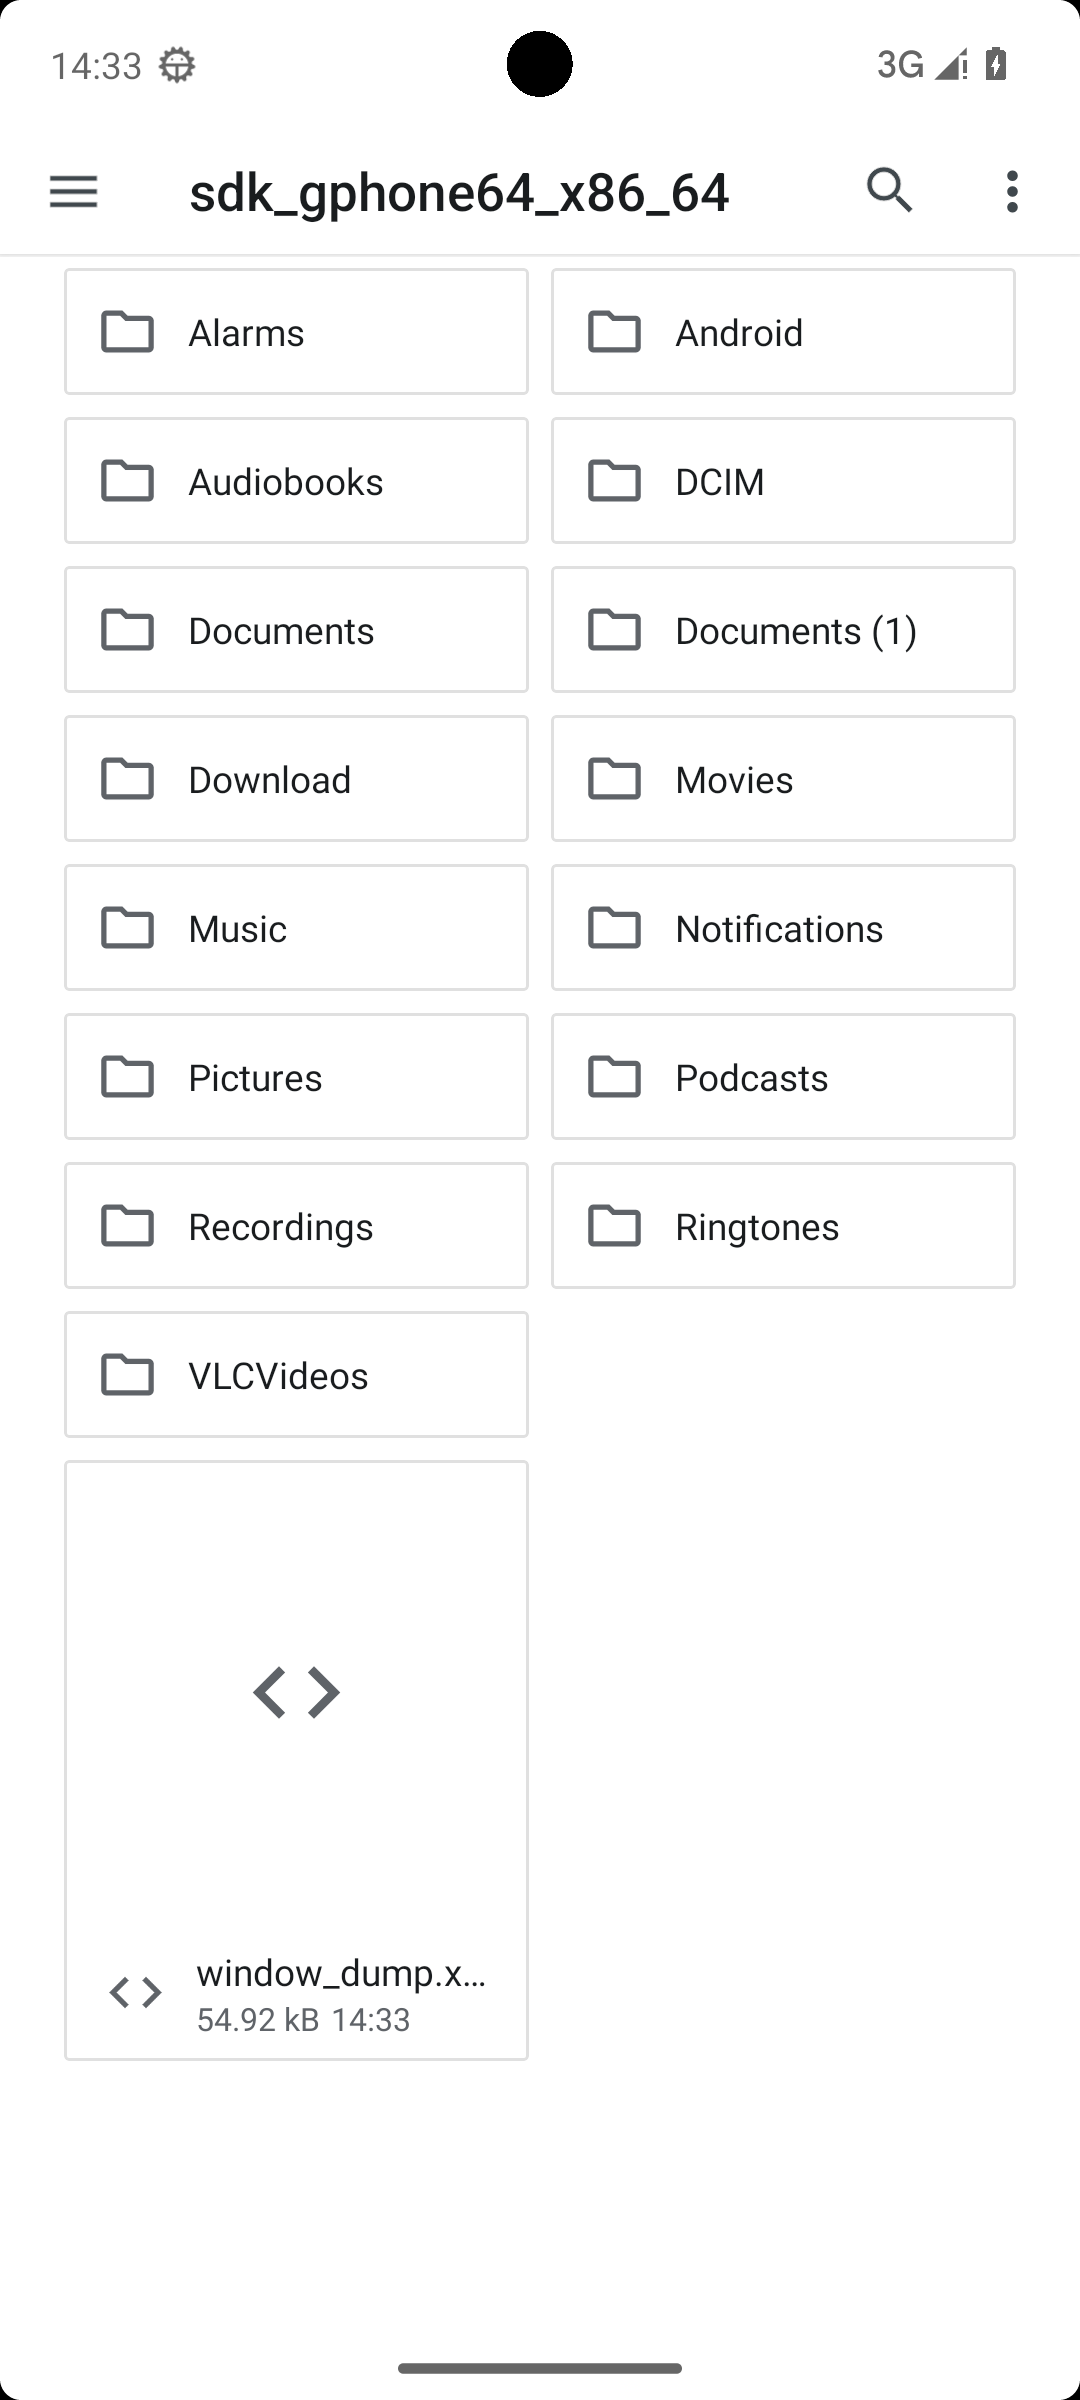 14:33
3G
sdk_gphone64_x86_64
Alarms
Android
Audiobooks
DCIM
Documents
Documents (1)
Download
Movies
Music
Notifications
Pictures
Podcasts
Recordings
Ringtones
VLCVideos
window_dump.x...
54.92 kB 14:33